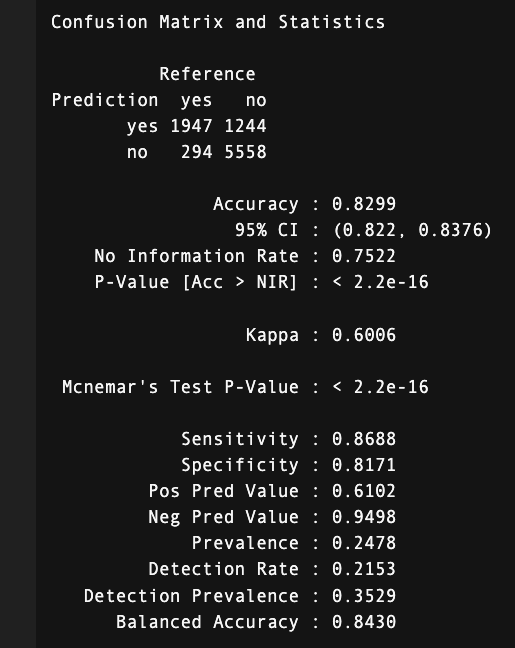 Confusion Matrix and Statistics
Reference
Prediction yes no
yes 1947 1244
no 294 5558
Accuracy : 0.8299
95% CI : (0.822, 0.8376)
No Information Rate : 0.7522
P-Value [Acc > NIR] : < 2.2e-16
Kappa : 0.6006
Mcnemar's Test P-Value : < 2.2e-16
Sensitivity : 0.8688
Specificity : 0.8171
Pos Pred Value : 0.6102
Neg Pred Value : 0.9498
Prevalence : 0.2478
Detection Rate : 0.2153
Detection Prevalence : 0.3529
Balanced Accuracy : 0.8430